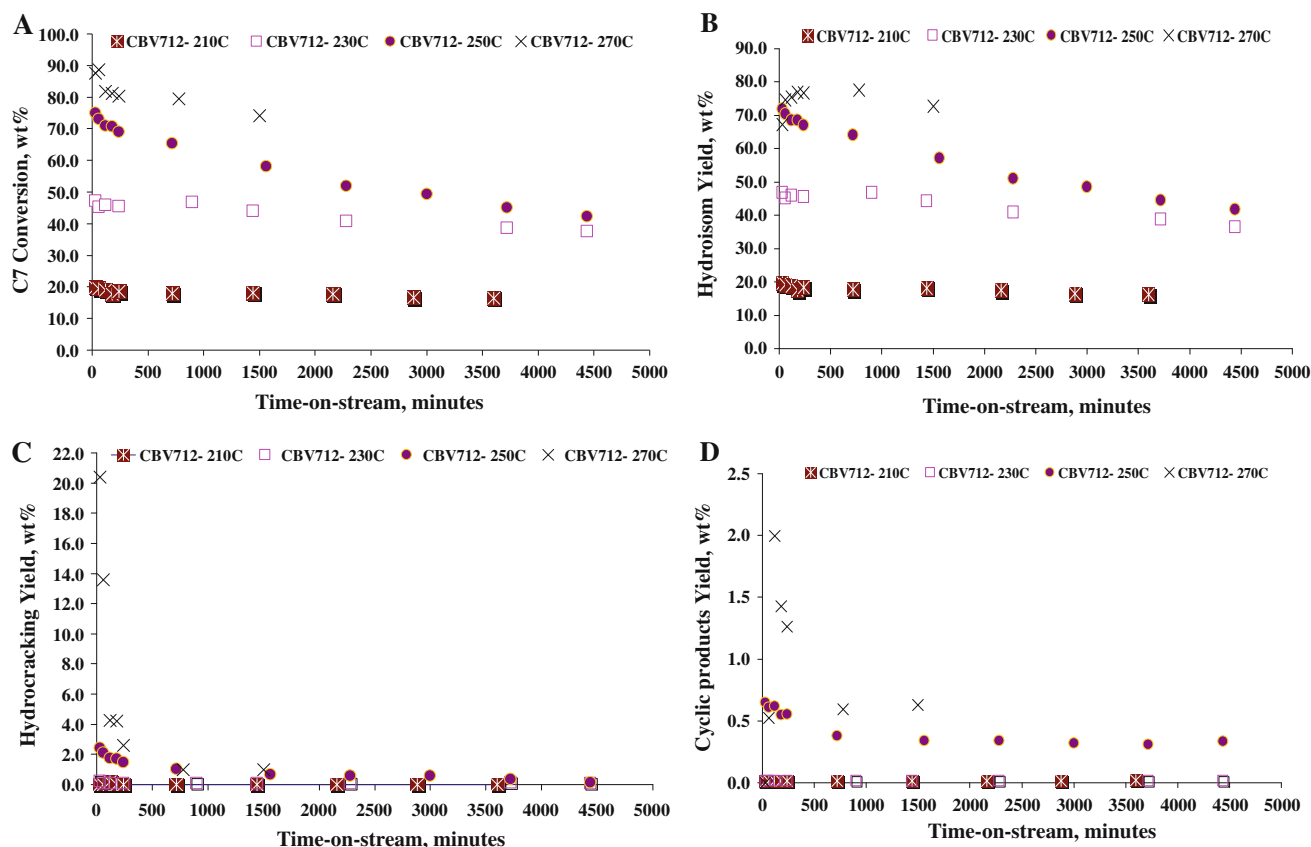 A
CBV712- 210C CBV712- 230C CBV712- 250C CBV712- 270C
100.0
90.0
80.0
70.0
60.0
50.0
40.0
30.0
20.0
10.0
0.0
C7 Conversion, wt%
0 500 1000 1500 2000 2500 3000 3500 4000 4500 5000
Time-on-stream, minutes
B
CBV712- 210C CBV712- 230C CBV712- 250C CBV712- 270C
90.0
80.0
70.0
60.0
50.0
40.0
30.0
20.0
10.0
0.0
Hydroisom Yield, wt%
0 500 1000 1500 2000 2500 3000 3500 4000 4500 5000
Time-on-stream, minutes
C
CBV712- 210C CBV712- 230C CBV712- 250C CBV712- 270C
22.0
20.0
18.0
16.0
14.0
12.0
10.0
8.0
6.0
4.0
2.0
0.0
Hydrocracking Yield, wt%
0 500 1000 1500 2000 2500 3000 3500 4000 4500 5000
Time-on-stream, minutes
D
CBV712- 210C CBV712- 230C CBV712- 250C CBV712- 270C
2.5
2.0
1.5
1.0
0.5
0.0
Cyclic products Yield, wt%
0 500 1000 1500 2000 2500 3000 3500 4000 4500 5000
Time-on-stream, minutes